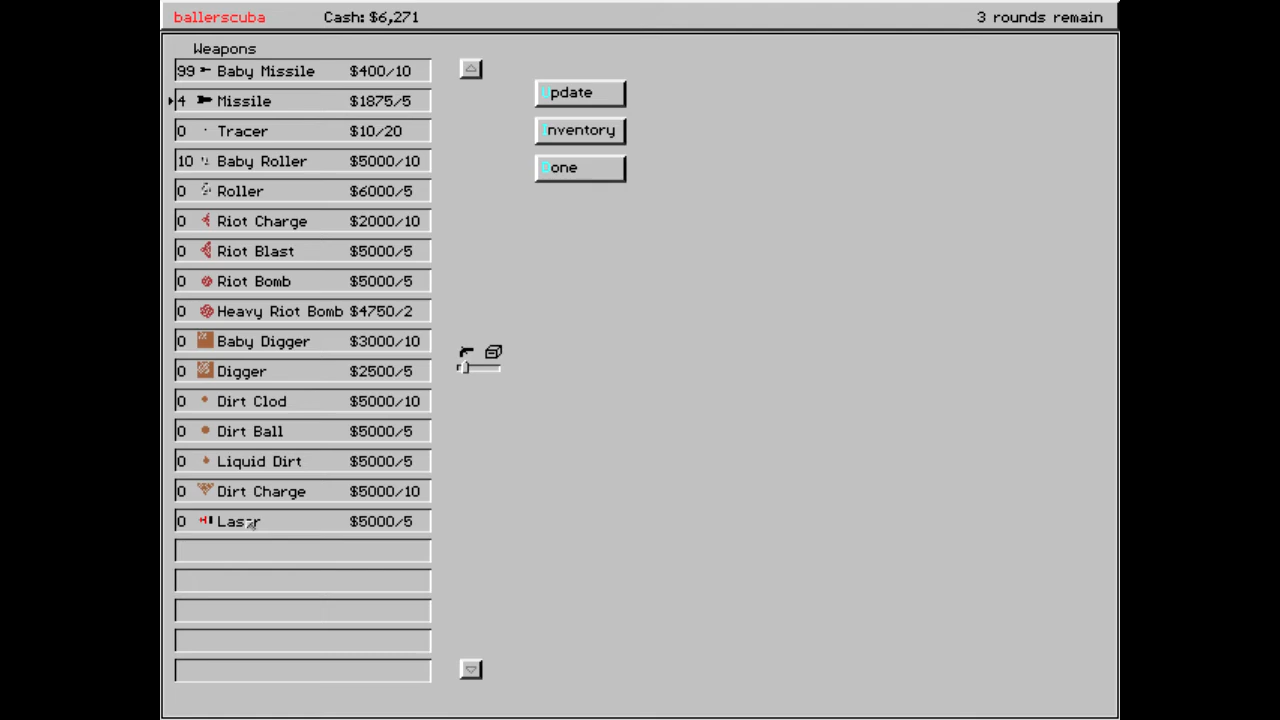 ballerscuba Cash: $6,271 3 rounds remain
Weapons
99 Baby Missile $400/10
4 Missile $1875/5
0 Tracer $10/20
10 Baby Roller $5000/10
0 Roller $6000/5
0 Riot Charge $2000/10
0 Riot Blast $5000/5
0 Riot Bomb $5000/5
0 Heavy Riot Bomb $4750/2
0 Baby Digger $3000/10
0 Digger $2500/5
0 Dirt Clod $5000/10
0 Dirt Ball $5000/5
0 Liquid Dirt $5000/5
0 Dirt Charge $5000/10
0 Laser $5000/5
Update
Inventory
Done